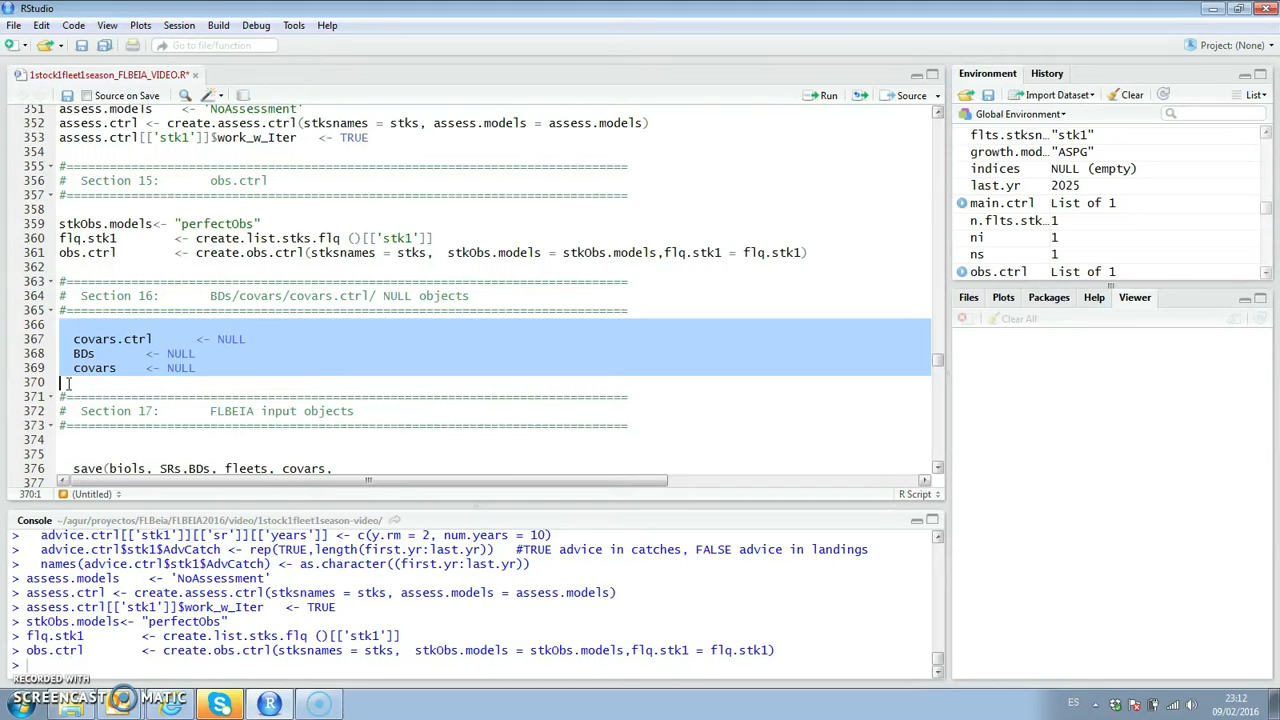 RStudio
File Edit Code View Plots Session Build Debug Tools Help
Go to file/function
Project: (None)
1stock1fleet1season_FLBEIA_VIDEO.R*
Source on Save
Run
Source
351 assess.models <- 'NoAssessment'
352 assess.ctrl <- create.assess.ctrl(stksnames = stks, assess.models = assess.models)
353 assess.ctrl[['stk1']]$work_w_Iter <- TRUE
354
355 #==============================================================================
356 # Section 15: obs.ctrl
357 #==============================================================================
358
359 stkObs.models<- "perfectObs"
360 flq.stk1 <- create.list.stks.flq ()[['stk1']]
361 obs.ctrl <- create.obs.ctrl(stksnames = stks, stkObs.models = stkObs.models,flq.stk1 = flq.stk1)
362
363 #==============================================================================
364 # Section 16: BDs/covars/covars.ctrl/ NULL objects
365 #==============================================================================
366
367 covars.ctrl <- NULL
368 BDs <- NULL
369 covars <- NULL
370
371 #==============================================================================
372 # Section 17: FLBEIA input objects
373 #==============================================================================
374
375
376 save(biols, SRs,BDs, fleets, covars,
377
370:1 (Untitled) R Script
Console ~/agur/proyectos/FLBeia/FLBEIA2016/video/1stock1fleet1season-video/
> advice.ctrl[['stk1']][['sr']][['years']] <- c(y.rm = 2, num.years = 10)
> advice.ctrl$stk1$AdvCatch <- rep(TRUE,length(first.yr:last.yr)) #TRUE advice in catches, FALSE advice in landings
> names(advice.ctrl$stk1$AdvCatch) <- as.character((first.yr:last.yr))
> assess.models <- 'NoAssessment'
> assess.ctrl <- create.assess.ctrl(stksnames = stks, assess.models = assess.models)
> assess.ctrl[['stk1']]$work_w_Iter <- TRUE
> stkObs.models<- "perfectObs"
> flq.stk1 <- create.list.stks.flq ()[['stk1']]
> obs.ctrl <- create.obs.ctrl(stksnames = stks, stkObs.models = stkObs.models,flq.stk1 = flq.stk1)
>
Environment History
Import Dataset Clear List
Global Environment
flts.stksn… "stk1"
growth.mod… "ASPG"
indices NULL (empty)
last.yr 2025
main.ctrl List of 1
n.flts.stk… 1
ni 1
ns 1
obs.ctrl List of 1
Files Plots Packages Help Viewer
Clear All
RECORDED WITH
SCREENCAST MATIC
ES
23:12
09/02/2016